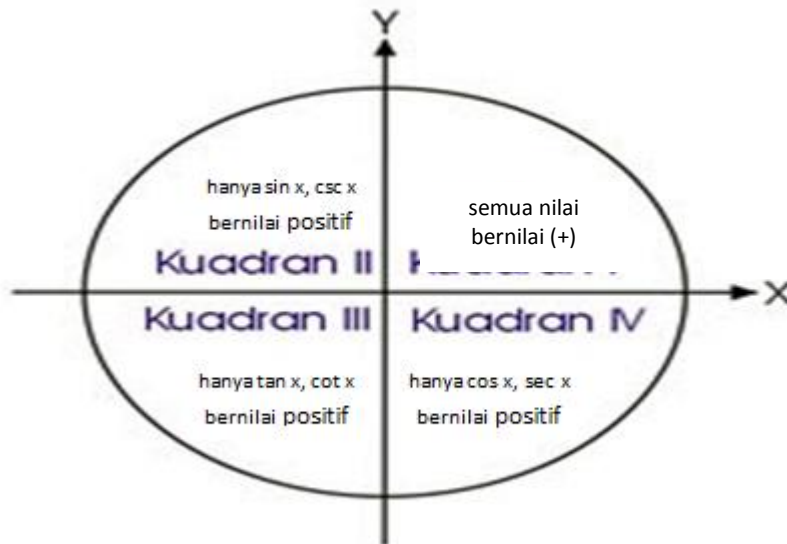 Y
hanya sin x, csc x
bernilai positif
semua nilai
bernilai (+)
Kuadran II
X
Kuadran III
Kuadran IV
hanya tan x, cot x
bernilai positif
hanya cos x, sec x
bernilai positif